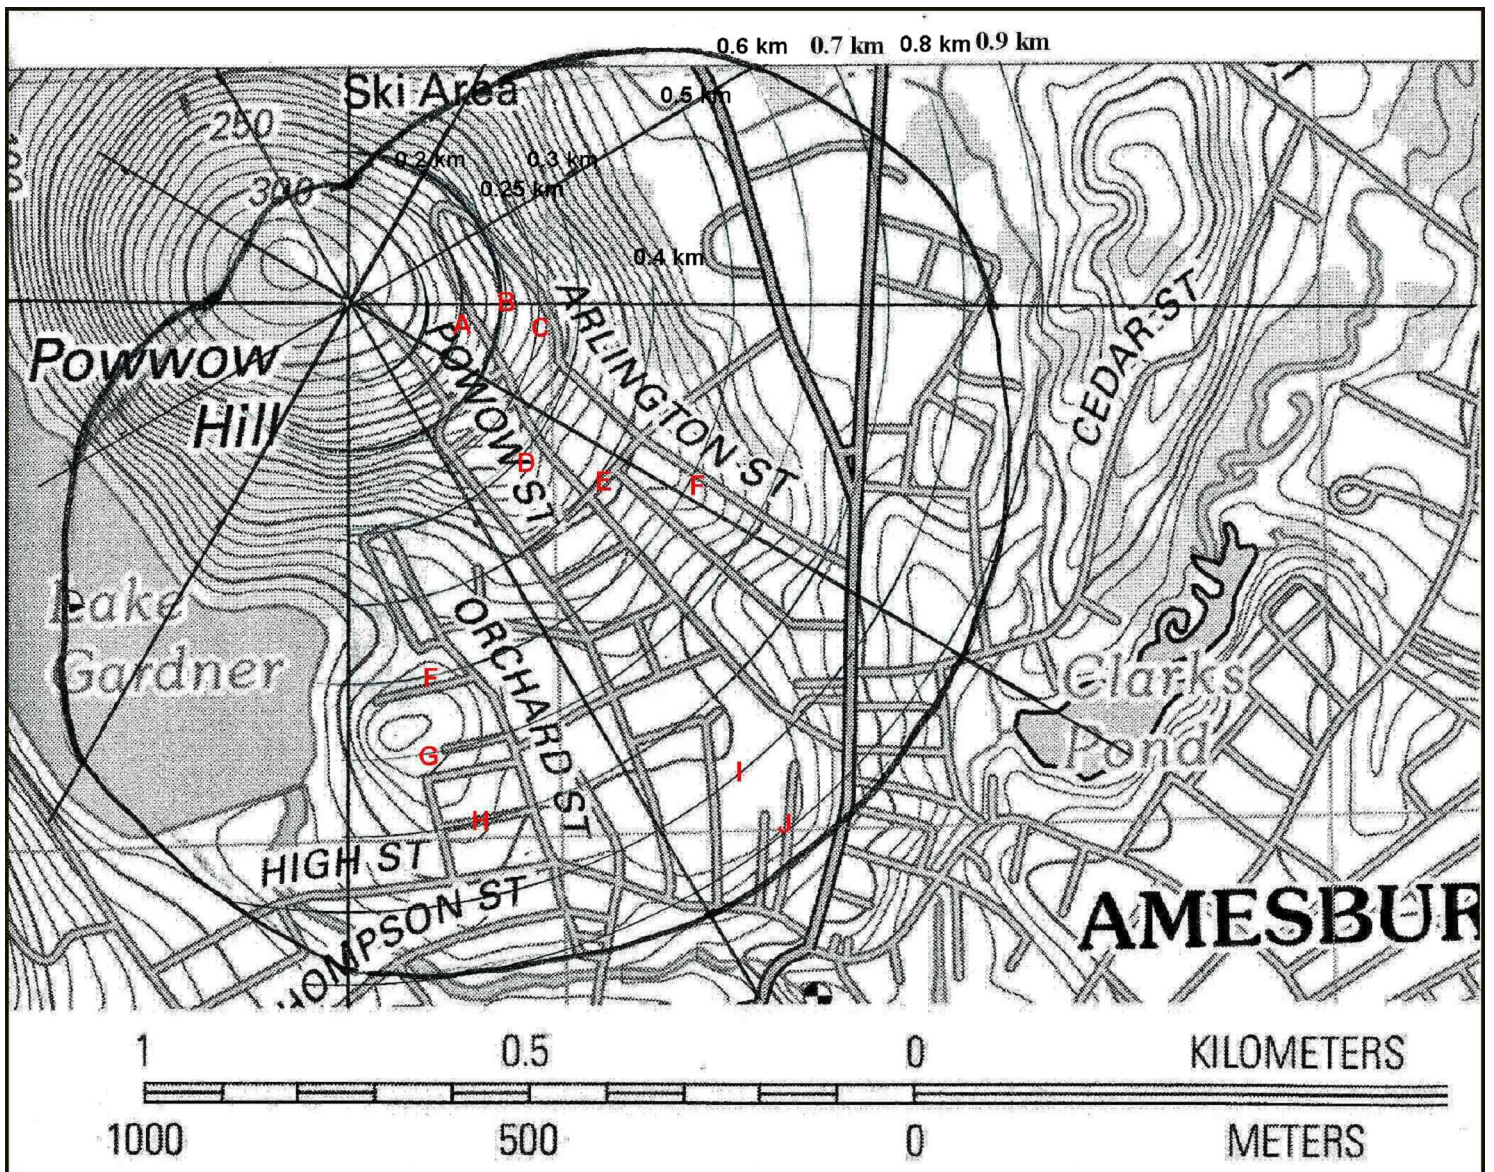 0.6 km 0.7 km 0.8 km 0.9 km
Ski Area
0.5 km
250
0.2 km 0.3 km
300 0.25 km
0.4 km
B
A C
ARLINGTON ST
CEDAR ST
Powwow
Hill
POWOW ST
D
E F
Lake
Gardner
ORCHARD ST
F
Clarks
Pond
G
I
H J
HIGH ST
HOMPSON ST
AMESBUR
1 0.5 0 KILOMETERS
1000 500 0 METERS